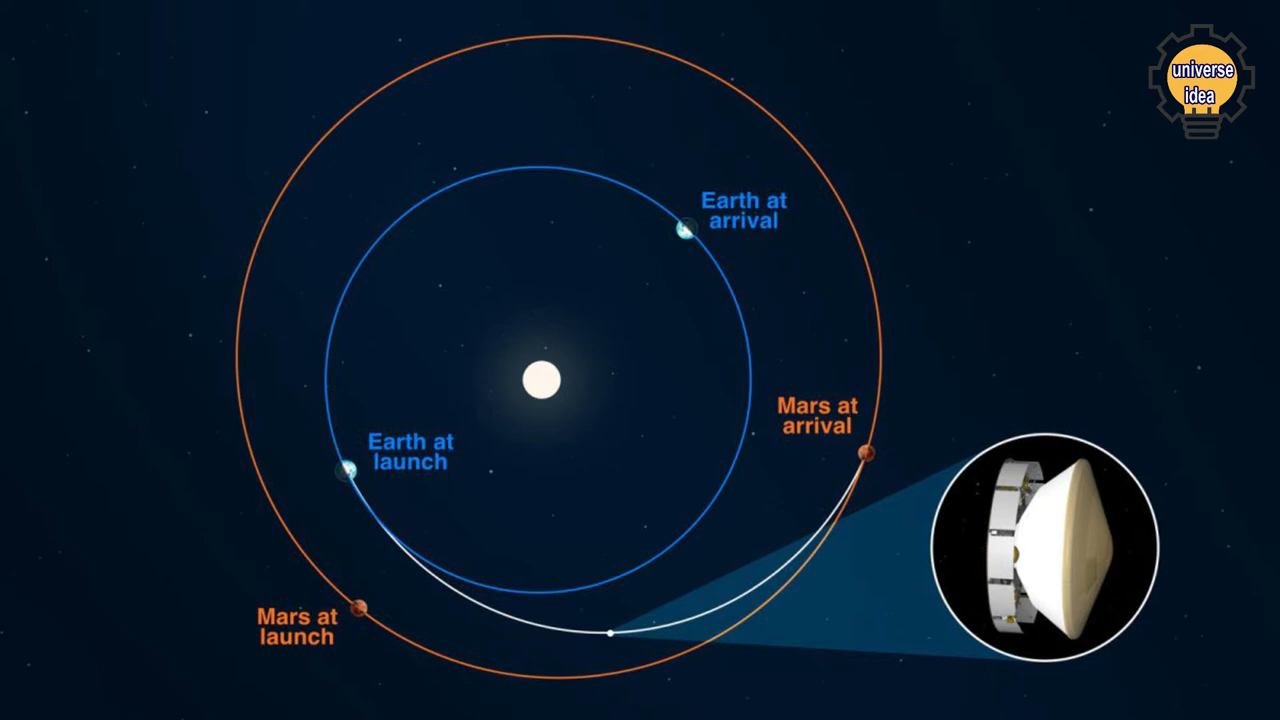 universe
idea
Earth at
arrival
Mars at
arrival
Earth at
launch
Mars at
launch